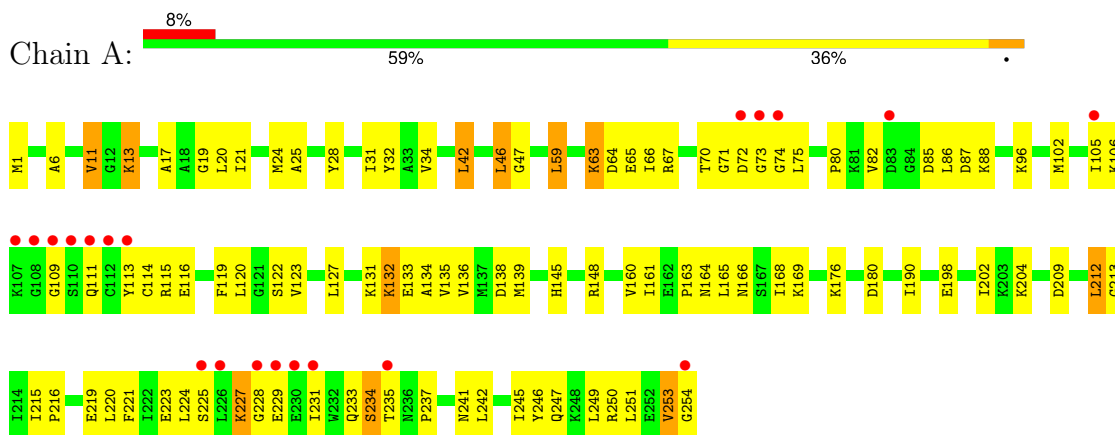 8%
Chain A:
59% 36% •
M1 A6 V11 G12 K13 A17 A18 G19 L20 I21 M24 A25 Y28 I31 Y32 A33 V34 L42 L46 G47 L59 K63 D64 E65 I66 R67 T70 G71 D72 G73 G74 L75 P80 K81 V82 D83 G84 D85 L86 D87 K88 K96 M102 I105 K106
K107 G108 G109 S110 Q111 C112 Y113 C114 R115 E116 F119 L120 G121 S122 V123 L127 K131 K132 E133 A134 V135 V136 M137 D138 M139 H145 R148 V160 I161 E162 P163 N164 L165 N166 S167 I168 K169 K176 D180 I190 E198 I202 K203 K204 D209 L212 G213
I214 I215 P216 E219 L220 F221 I222 E223 L224 S225 L226 K227 G228 E229 E230 I231 W232 Q233 S234 T235 N236 P237 N241 L242 I245 Y246 Q247 K248 L249 R250 L251 E252 V253 G254